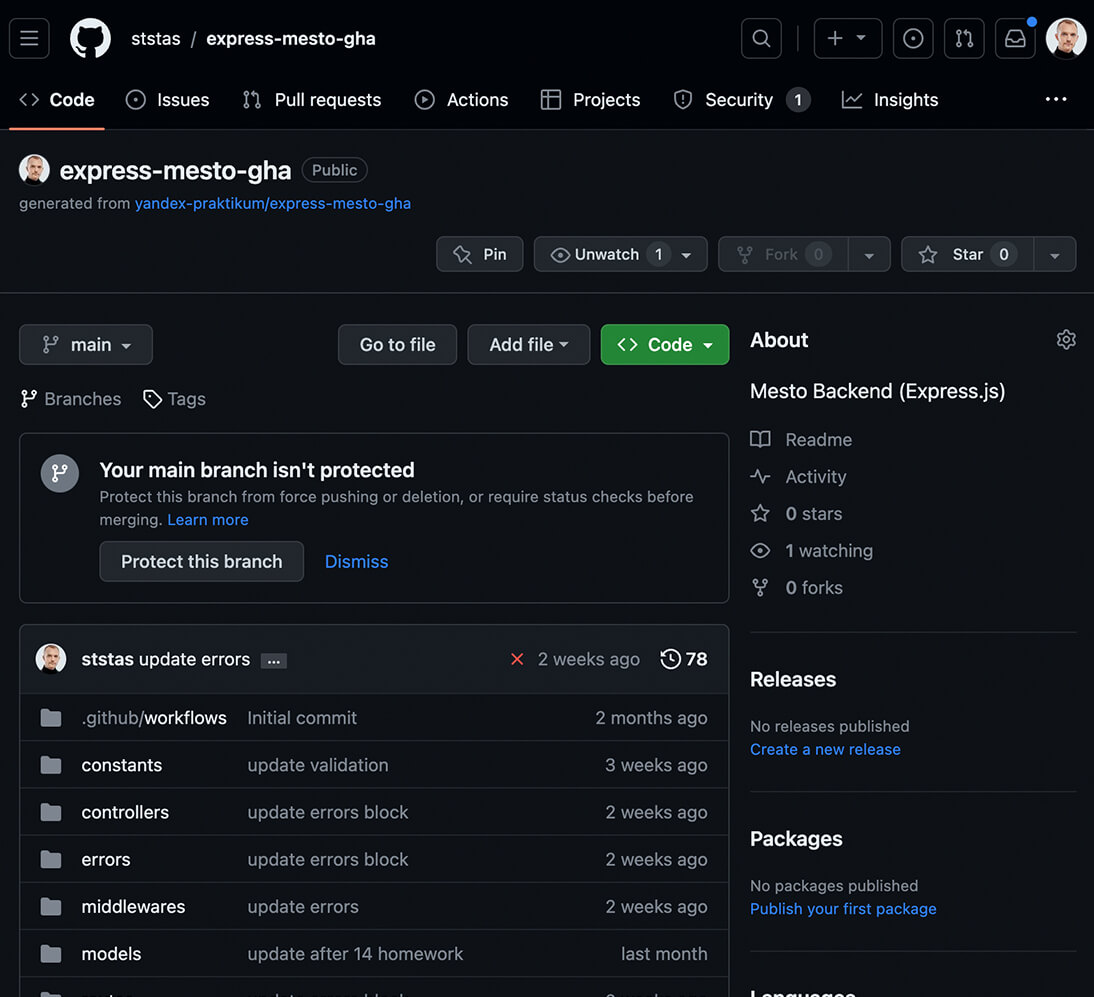 ststas / express-mesto-gha
Code Issues Pull requests Actions Projects Security 1 Insights
express-mesto-gha Public
generated from yandex-praktikum/express-mesto-gha
Pin Unwatch 1 Fork 0 Star 0
main Go to file Add file Code
Branches Tags
Your main branch isn't protected
Protect this branch from force pushing or deletion, or require status checks before
merging. Learn more
Protect this branch Dismiss
ststas update errors ... 2 weeks ago 78
.github/workflows Initial commit 2 months ago
constants update validation 3 weeks ago
controllers update errors block 2 weeks ago
errors update errors block 2 weeks ago
middlewares update errors 2 weeks ago
models update after 14 homework last month
About
Mesto Backend (Express.js)
Readme
Activity
0 stars
1 watching
0 forks
Releases
No releases published
Create a new release
Packages
No packages published
Publish your first package
Languages